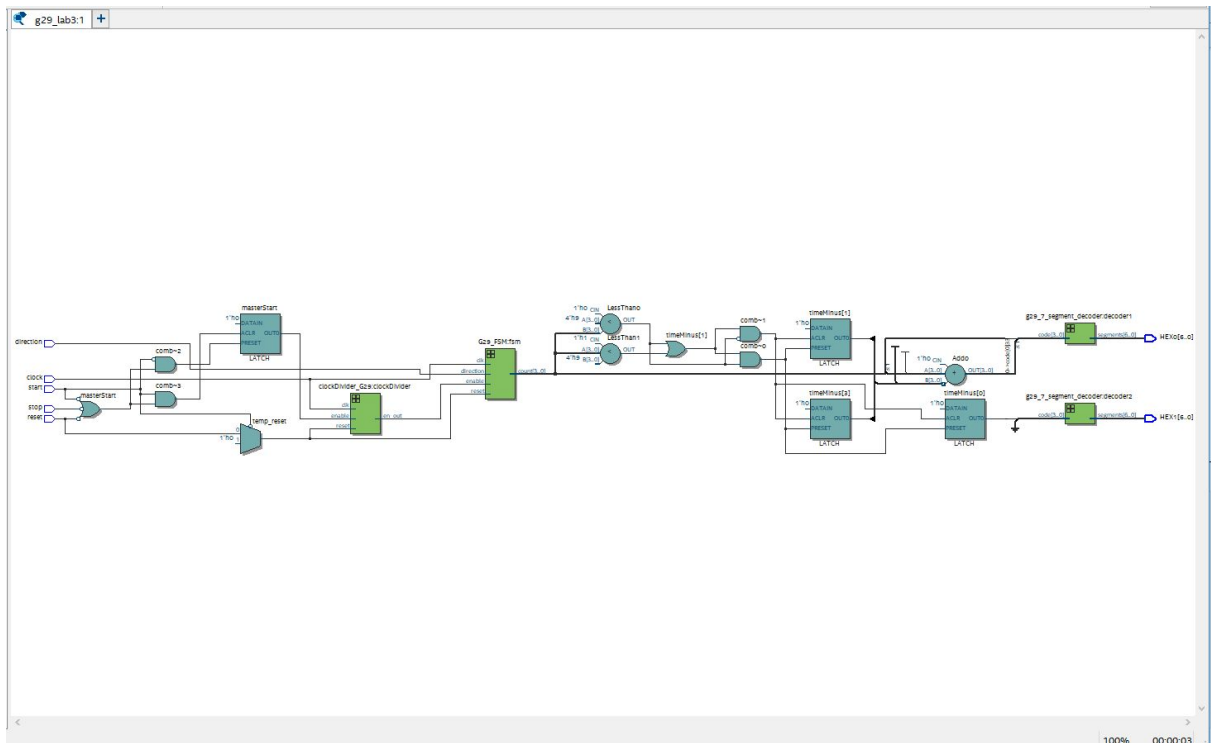 g29_lab3:1
masterStart
1'h0
DATAIN
ACLR OUT0
PRESET
LATCH
direction
clock
start
stop
reset
comb~2
comb~3
masterStart
temp_reset
0
1'h0 1
clockDivider_G29:clockDivider
clk
enable en_out
reset
G29_FSM:fsm
clk
direction count[3..0]
enable
reset
LessThan0
1'h0 CIN
4'h9 A[3..0] OUT
B[3..0]
<
LessThan1
1'h1 CIN
A[3..0] OUT
4'h9 B[3..0]
<
timeMinus[1]
comb~1
comb~0
timeMinus[1]
1'h0
DATAIN
ACLR OUT0
PRESET
LATCH
timeMinus[3]
1'h0
DATAIN
ACLR OUT0
PRESET
LATCH
timeMinus[0]
1'h0
DATAIN
ACLR OUT0
PRESET
LATCH
Add0
1'h0 CIN
A[3..0] OUT[3..0]
B[3..0]
+
g29_7_segment_decoder:decoder1
code[3..0] segments[6..0]
HEX0[6..0]
g29_7_segment_decoder:decoder2
code[3..0] segments[6..0]
HEX1[6..0]
100% 00:00:03